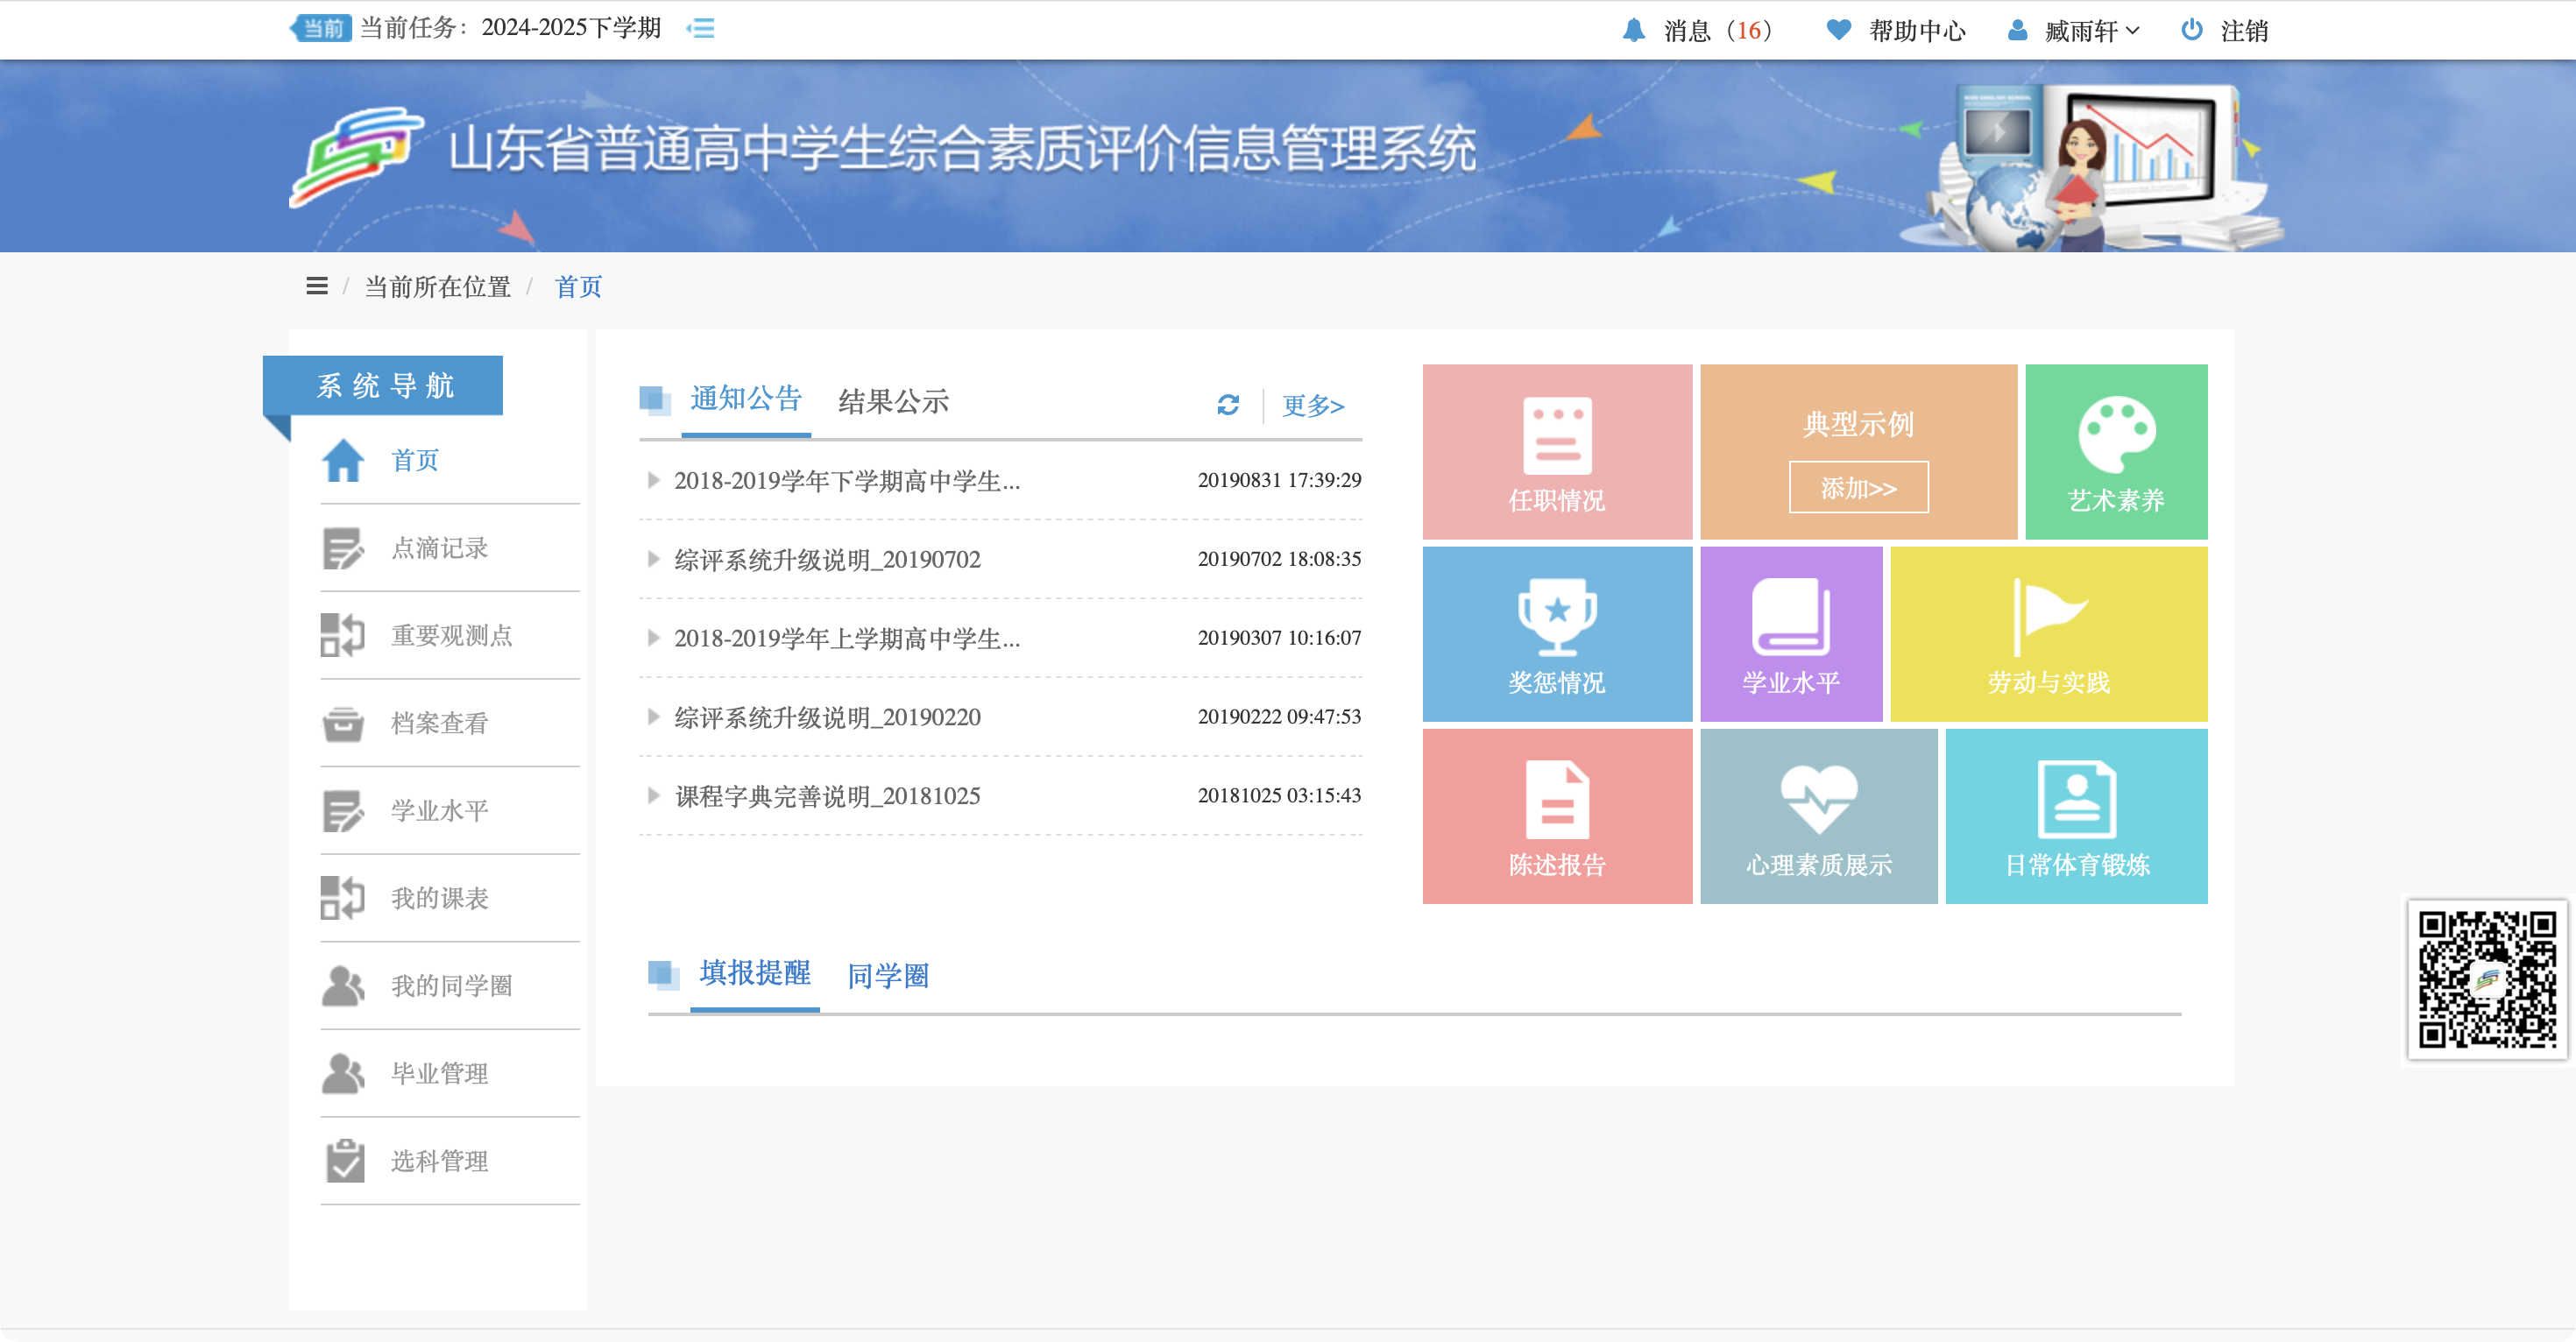 当前 当前任务： 2024-2025下学期 消息（16） 帮助中心 臧雨轩 注销
山东省普通高中学生综合素质评价信息管理系统
/ 当前所在位置 / 首页
系统导航
首页
点滴记录
重要观测点
档案查看
学业水平
我的课表
我的同学圈
毕业管理
选科管理
通知公告 结果公示 更多>
2018-2019学年下学期高中学生... 20190831 17:39:29
综评系统升级说明_20190702 20190702 18:08:35
2018-2019学年上学期高中学生... 20190307 10:16:07
综评系统升级说明_20190220 20190222 09:47:53
课程字典完善说明_20181025 20181025 03:15:43
任职情况
典型示例
添加>>
艺术素养
奖惩情况
学业水平
劳动与实践
陈述报告
心理素质展示
日常体育锻炼
填报提醒 同学圈